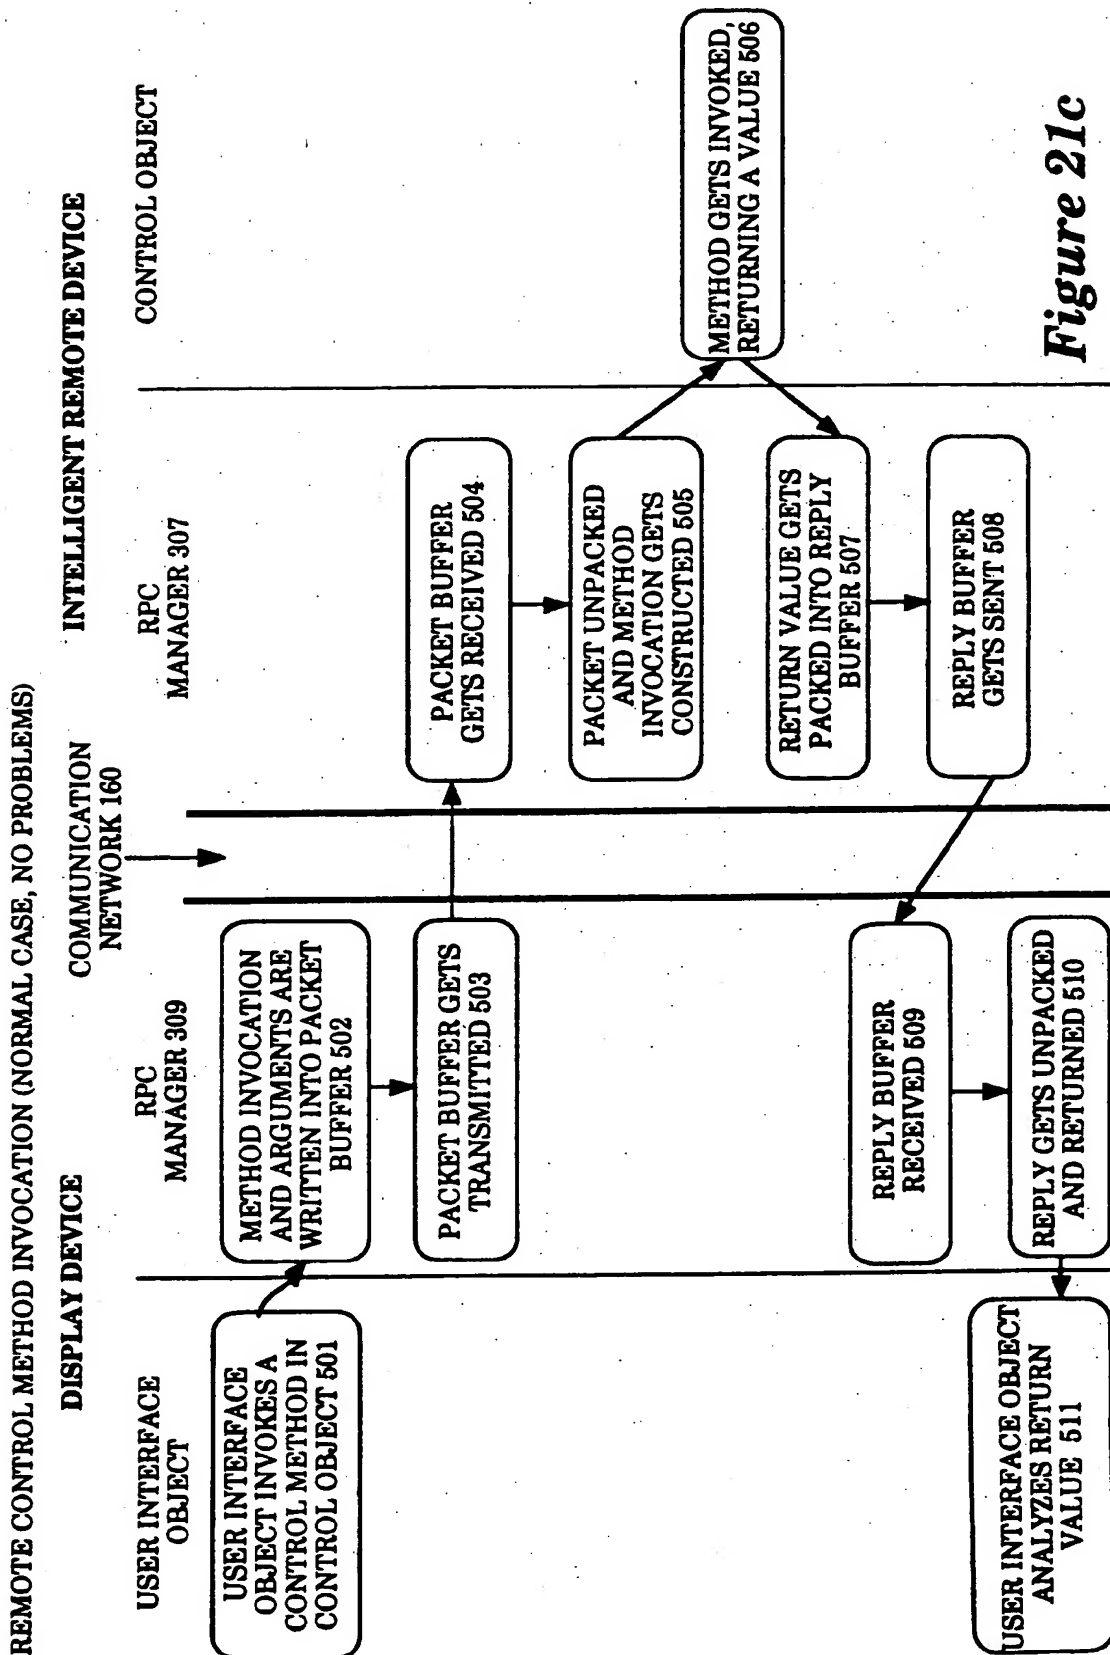 REMOTE CONTROL METHOD INVOCATION (NORMAL CASE, NO PROBLEMS)
DISPLAY DEVICE
COMMUNICATION
NETWORK 160
INTELLIGENT REMOTE DEVICE
USER INTERFACE
OBJECT
RPC
MANAGER 309
RPC
MANAGER 307
CONTROL OBJECT
USER INTERFACE
OBJECT INVOKES A
CONTROL METHOD IN
CONTROL OBJECT 501
METHOD INVOCATION
AND ARGUMENTS ARE
WRITTEN INTO PACKET
BUFFER 502
PACKET BUFFER GETS
TRANSMITTED 503
PACKET BUFFER
GETS RECEIVED 504
PACKET UNPACKED
AND METHOD
INVOCATION GETS
CONSTRUCTED 505
METHOD GETS INVOKED,
RETURNING A VALUE 506
RETURN VALUE GETS
PACKED INTO REPLY
BUFFER 507
REPLY BUFFER
GETS SENT 508
REPLY BUFFER
RECEIVED 509
REPLY GETS UNPACKED
AND RETURNED 510
USER INTERFACE OBJECT
ANALYZES RETURN
VALUE 511
Figure 21c